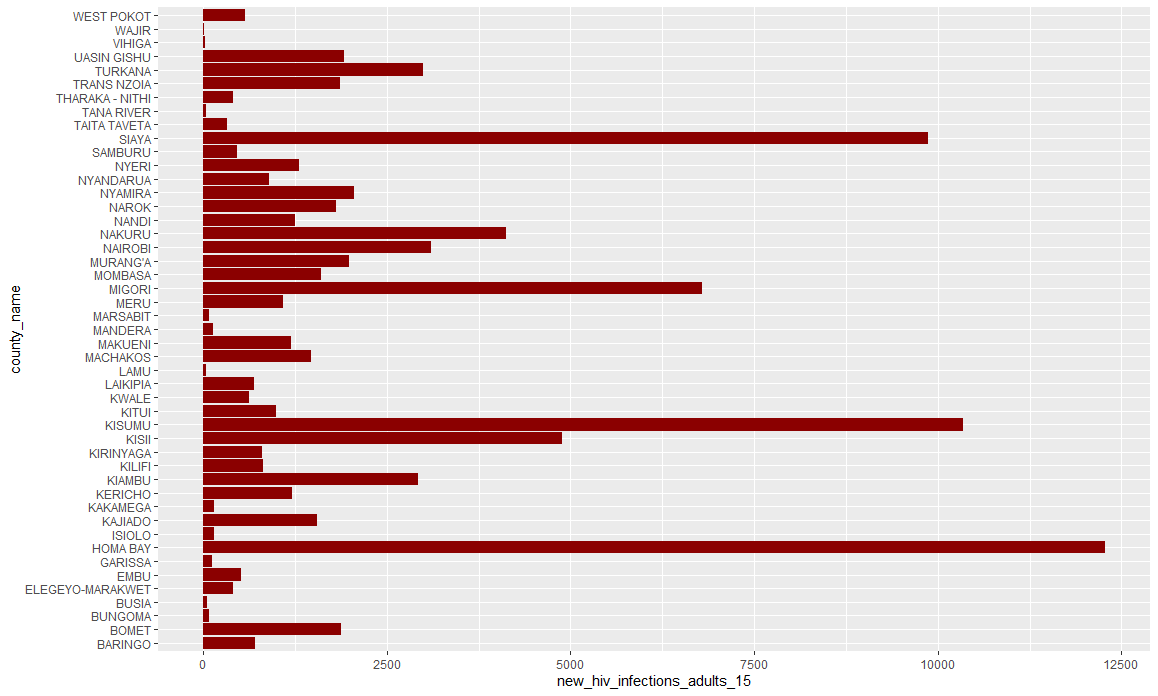 WEST POKOT
WAJIR
VIHIGA
UASIN GISHU
TURKANA
TRANS NZOIA
THARAKA - NITHI
TANA RIVER
TAITA TAVETA
SIAYA
SAMBURU
NYERI
NYANDARUA
NYAMIRA
NAROK
NANDI
NAKURU
NAIROBI
MURANG'A
MOMBASA
MIGORI
MERU
MARSABIT
MANDERA
MAKUENI
MACHAKOS
LAMU
LAIKIPIA
KWALE
KITUI
KISUMU
KISII
KIRINYAGA
KILIFI
KIAMBU
KERICHO
KAKAMEGA
KAJIADO
ISIOLO
HOMA BAY
GARISSA
EMBU
ELEGEYO-MARAKWET
BUSIA
BUNGOMA
BOMET
BARINGO
county_name
0 2500 5000 7500 10000 12500
new_hiv_infections_adults_15